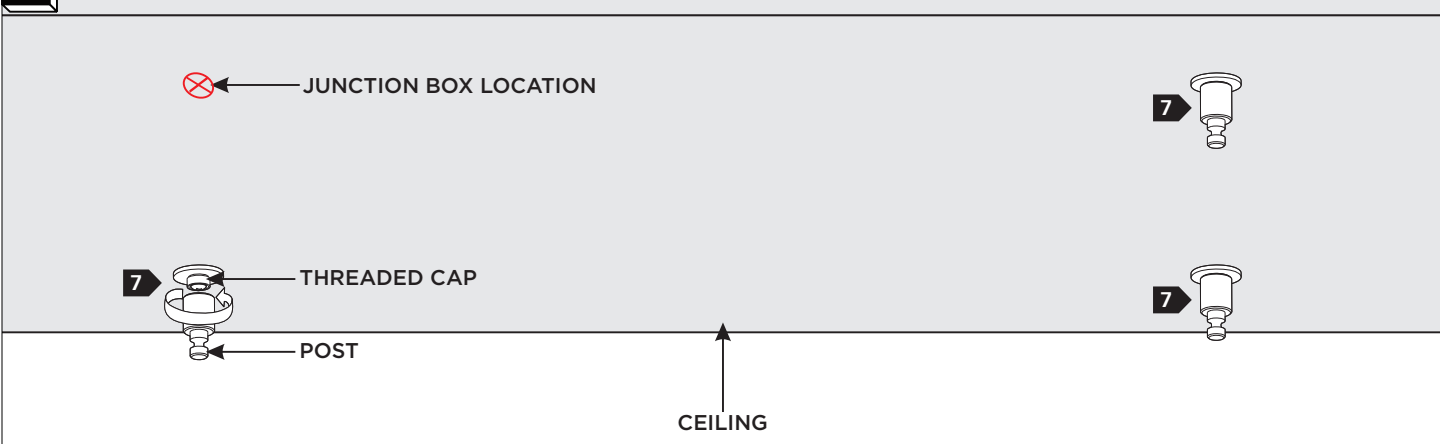 JUNCTION BOX LOCATION
7
7
THREADED CAP
7
POST
CEILING